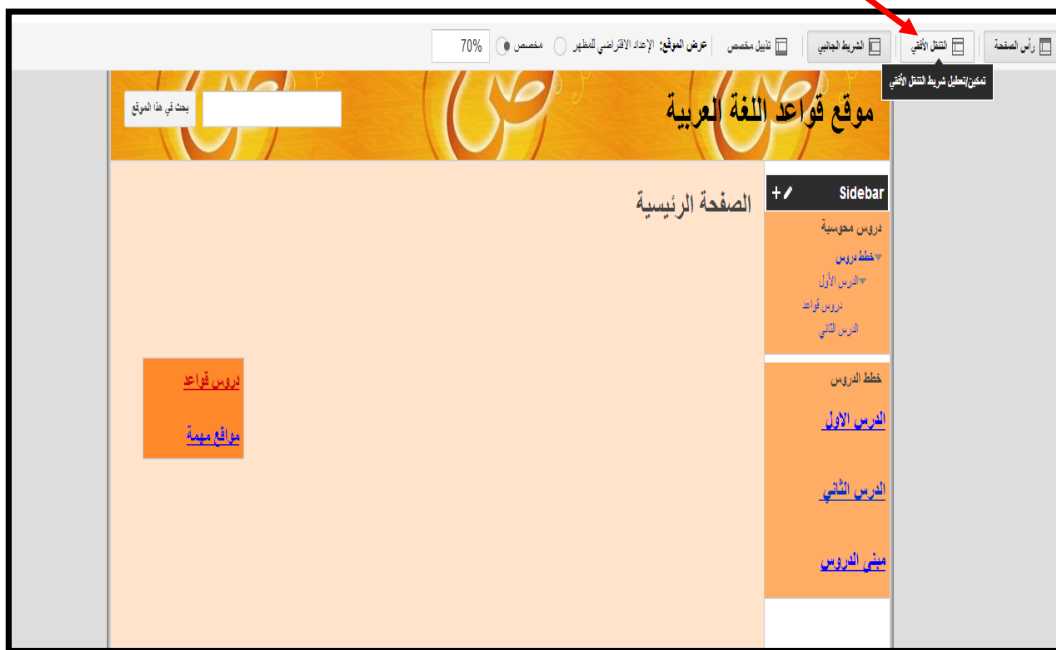 رأس الصفحة التنقل الأفقي الشريط الجانبي تذييل مخصص عرض الموقع: الإعداد الافتراضي للمظهر مخصص 70%
تمكين/تعطيل شريط التنقل الأفقي
موقع قواعد اللغة العربية
بحث في هذا الموقع
Sidebar
الصفحة الرئيسية
دروس محوسبة
خطط دروس
الدرس الأول
دروس قواعد
الدرس الثاني
خطط الدروس
الدرس الاول
الدرس الثاني
مبنى الدروس
دروس قواعد
مواقع مهمة